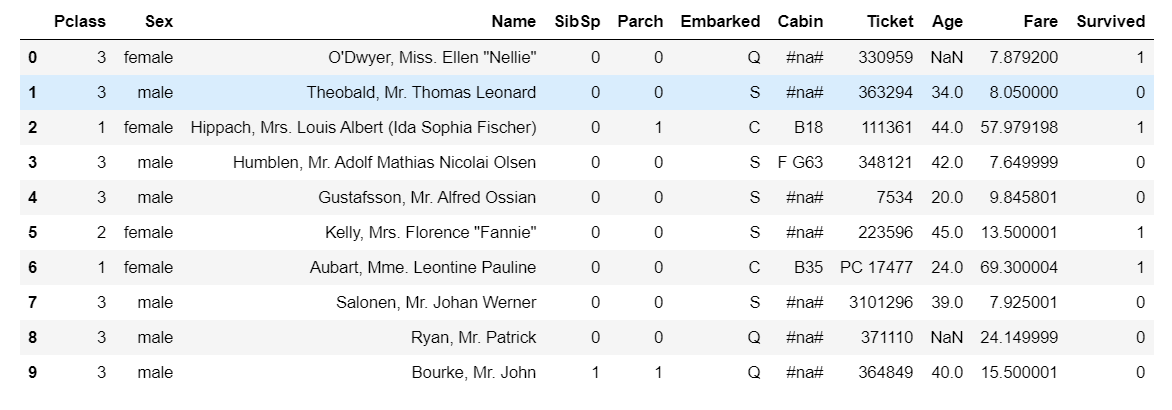 Pclass Sex Name SibSp Parch Embarked Cabin Ticket Age Fare Survived
0 3 female O'Dwyer, Miss. Ellen "Nellie" 0 0 Q #na# 330959 NaN 7.879200 1
1 3 male Theobald, Mr. Thomas Leonard 0 0 S #na# 363294 34.0 8.050000 0
2 1 female Hippach, Mrs. Louis Albert (Ida Sophia Fischer) 0 1 C B18 111361 44.0 57.979198 1
3 3 male Humblen, Mr. Adolf Mathias Nicolai Olsen 0 0 S F G63 348121 42.0 7.649999 0
4 3 male Gustafsson, Mr. Alfred Ossian 0 0 S #na# 7534 20.0 9.845801 0
5 2 female Kelly, Mrs. Florence "Fannie" 0 0 S #na# 223596 45.0 13.500001 1
6 1 female Aubart, Mme. Leontine Pauline 0 0 C B35 PC 17477 24.0 69.300004 1
7 3 male Salonen, Mr. Johan Werner 0 0 S #na# 3101296 39.0 7.925001 0
8 3 male Ryan, Mr. Patrick 0 0 Q #na# 371110 NaN 24.149999 0
9 3 male Bourke, Mr. John 1 1 Q #na# 364849 40.0 15.500001 0